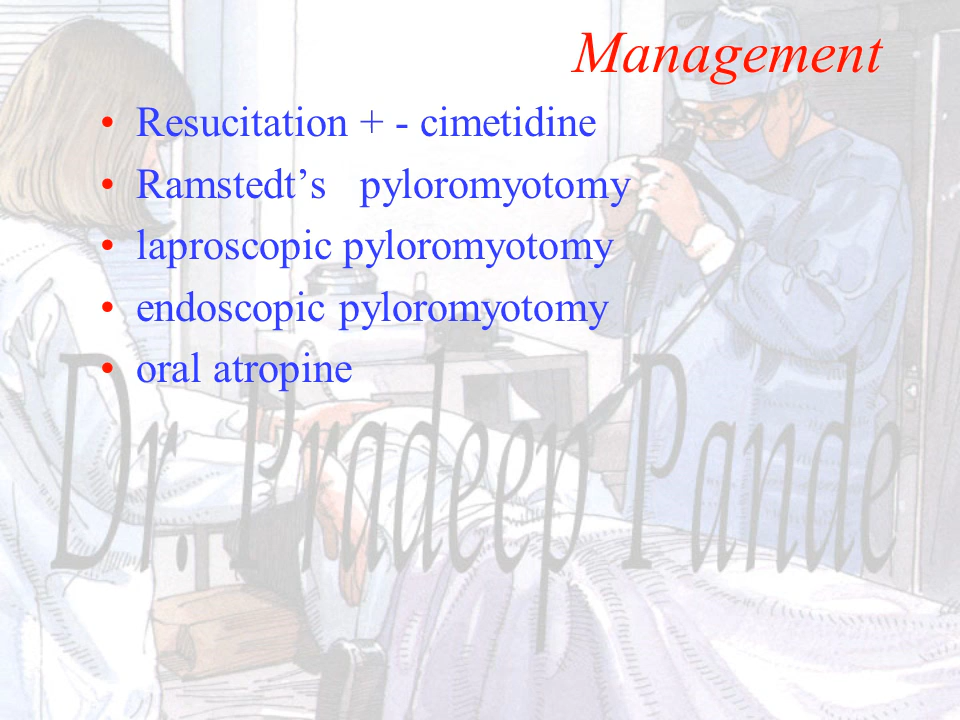 Management
• Resucitation + - cimetidine
• Ramstedt’s pyloromyotomy
• laproscopic pyloromyotomy
• endoscopic pyloromyotomy
• oral atropine
Dr. Pradeep Pande